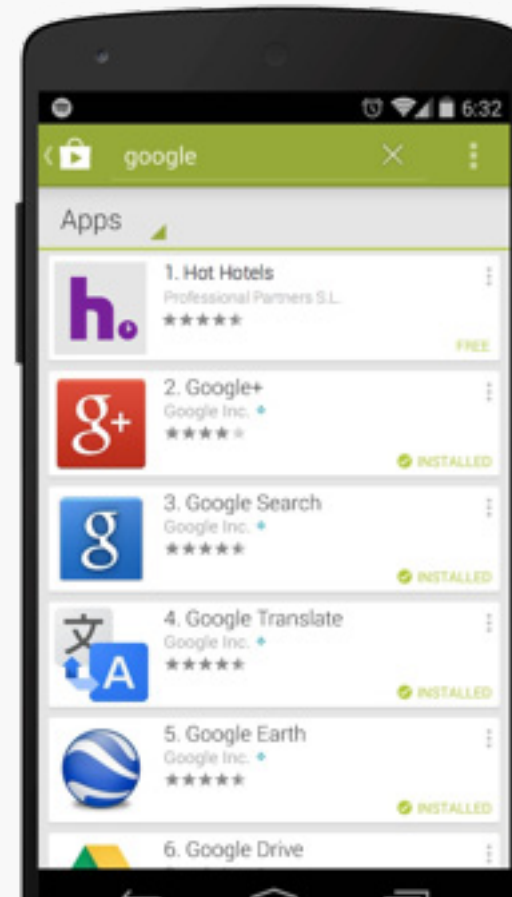 6:32
google
Apps
h.
1. Hot Hotels
Professional Partners S.L.
FREE
g+
2. Google+
Google Inc.
INSTALLED
g
3. Google Search
Google Inc.
INSTALLED
文
A
4. Google Translate
Google Inc.
INSTALLED
5. Google Earth
Google Inc.
INSTALLED
6. Google Drive